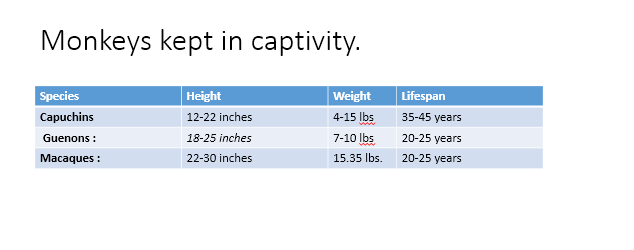 Monkeys kept in captivity.
Species Height Weight Lifespan
Capuchins 12-22 inches 4-15 lbs 35-45 years
Guenons : 18-25 inches 7-10 lbs 20-25 years
Macaques : 22-30 inches 15.35 lbs. 20-25 years